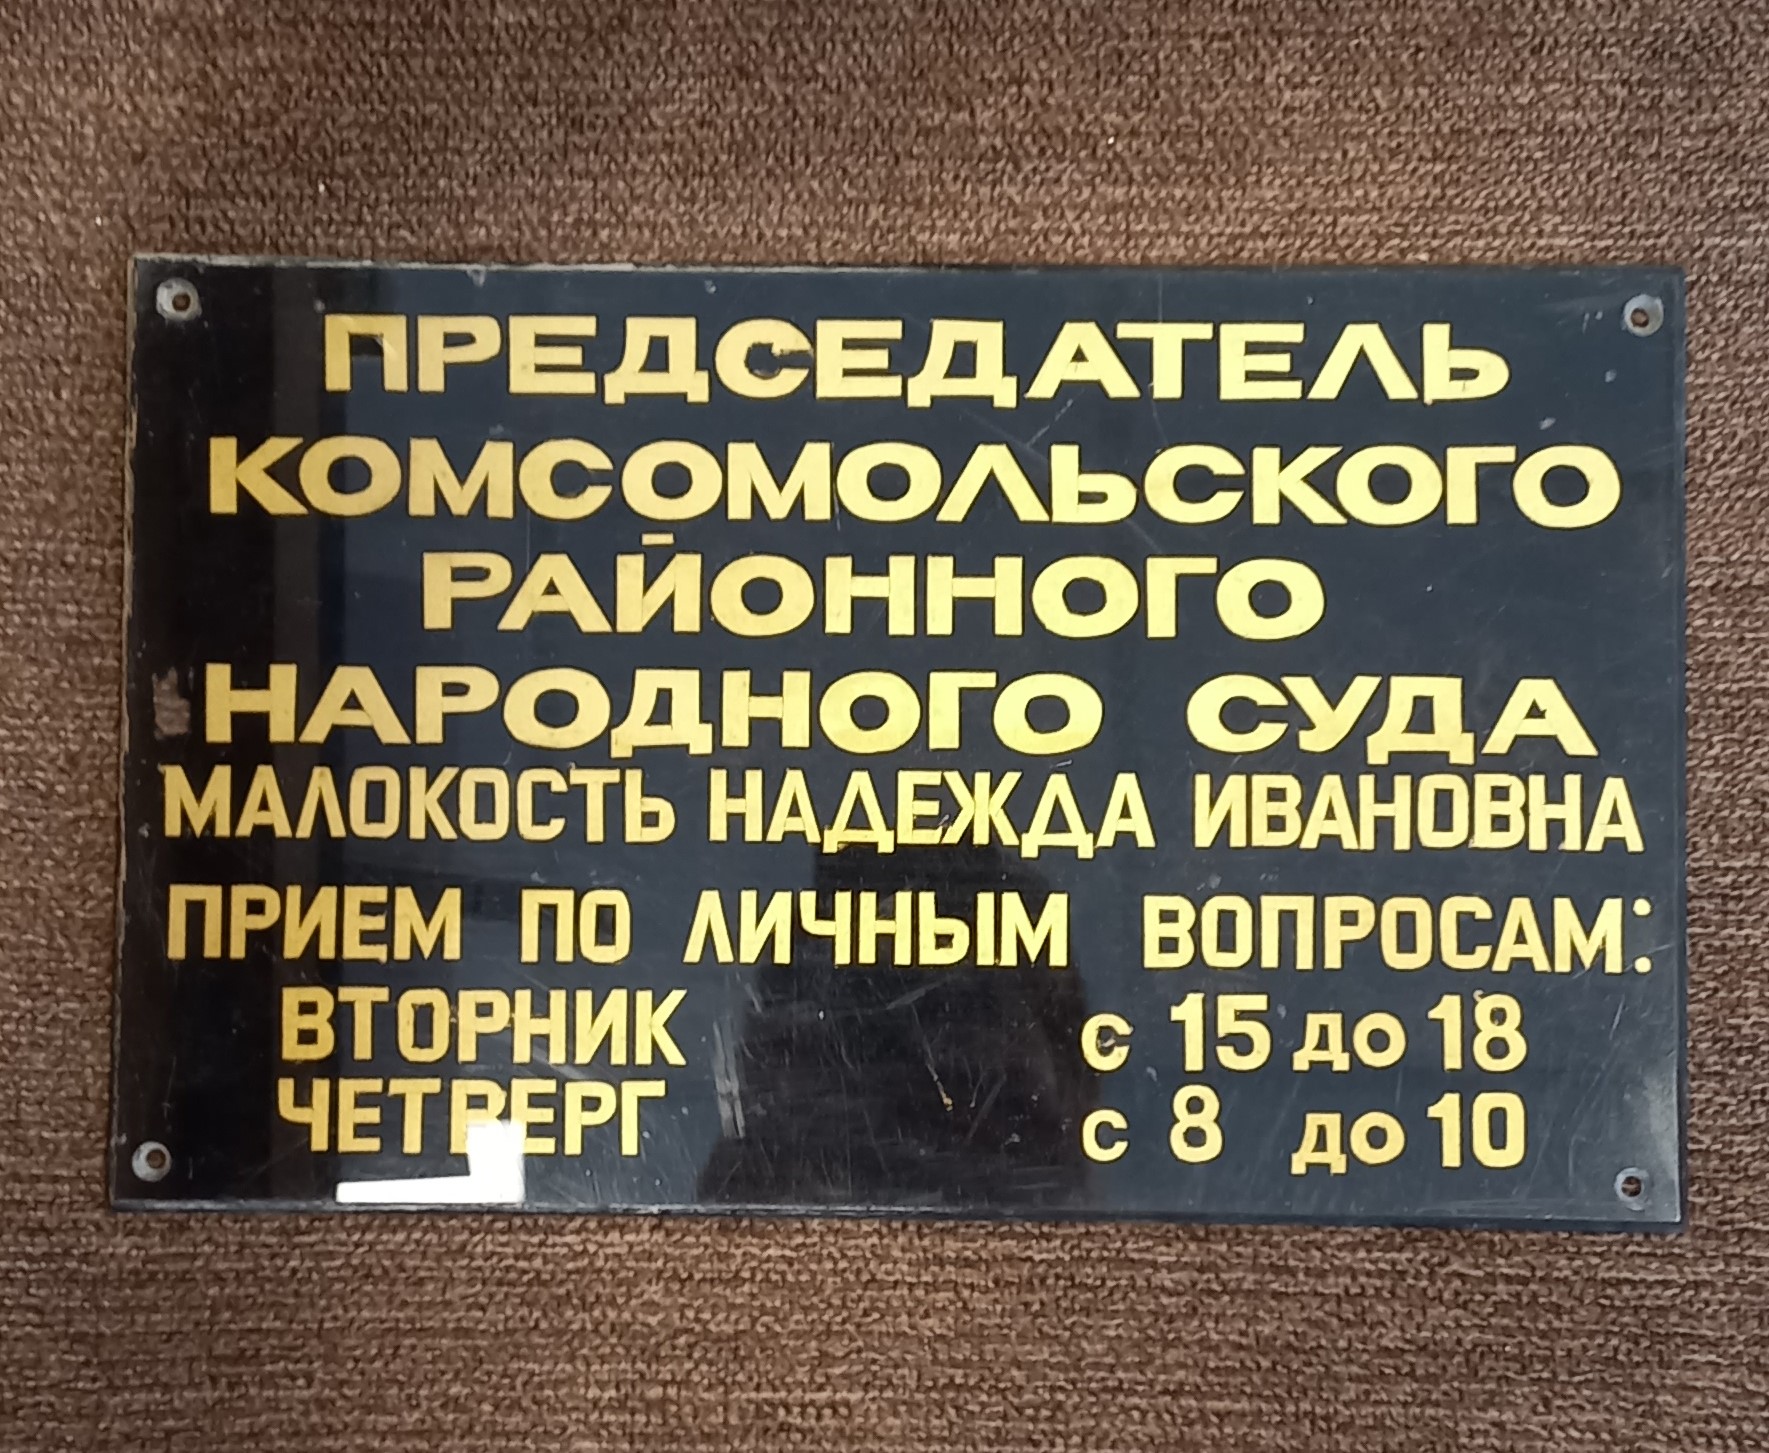 ПРЕДСЕДАТЕЛЬ
КОМСОМОЛЬСКОГО
РАЙОННОГО
НАРОДНОГО СУДА
МАЛОКОСТЬ НАДЕЖДА ИВАНОВНА
ПРИЕМ ПО ЛИЧНЫМ ВОПРОСАМ:
ВТОРНИК с 15 до 18
ЧЕТВЕРГ с 8 до 10